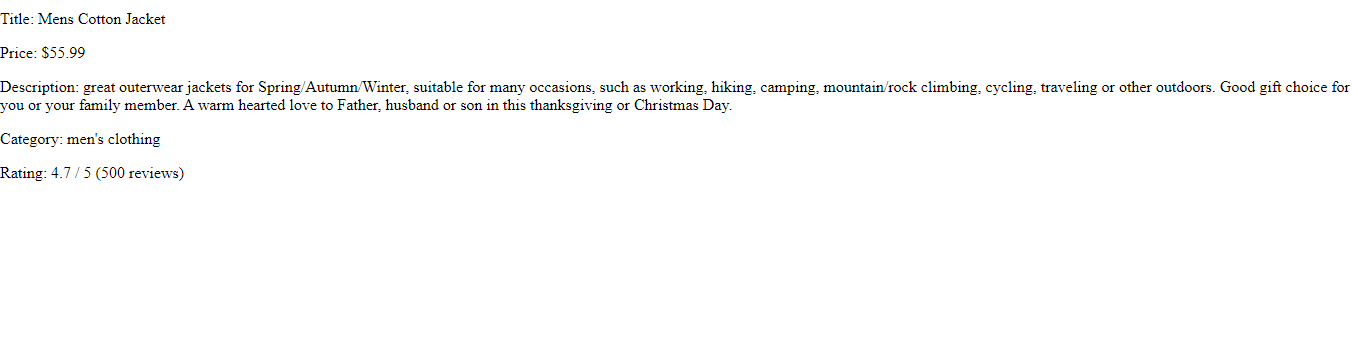 Title: Mens Cotton Jacket
Price: $55.99
Description: great outerwear jackets for Spring/Autumn/Winter, suitable for many occasions, such as working, hiking, camping, mountain/rock climbing, cycling, traveling or other outdoors. Good gift choice for
you or your family member. A warm hearted love to Father, husband or son in this thanksgiving or Christmas Day.
Category: men's clothing
Rating: 4.7 / 5 (500 reviews)